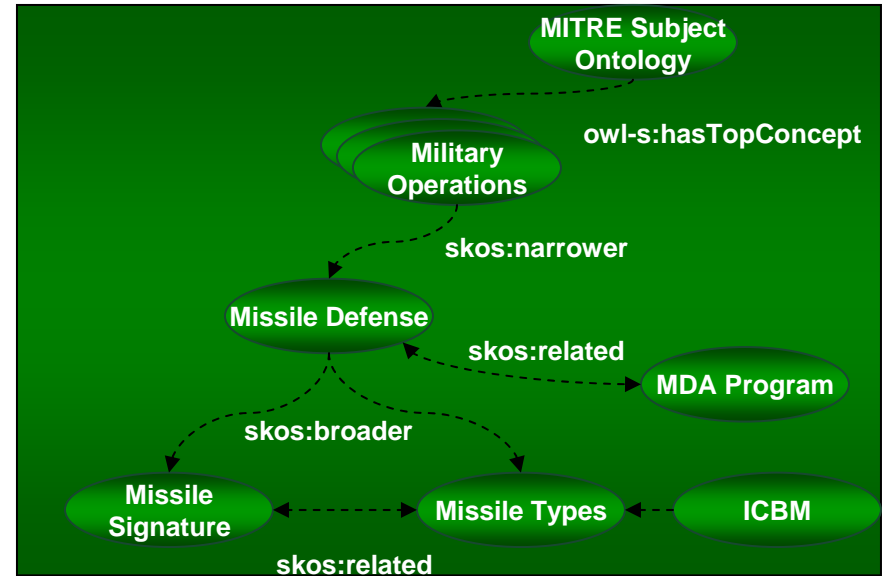 MITRE Subject
Ontology
owl-s:hasTopConcept
Military
Operations
skos:narrower
Missile Defense
skos:related
MDA Program
skos:broader
Missile
Signature
Missile Types
ICBM
skos:related